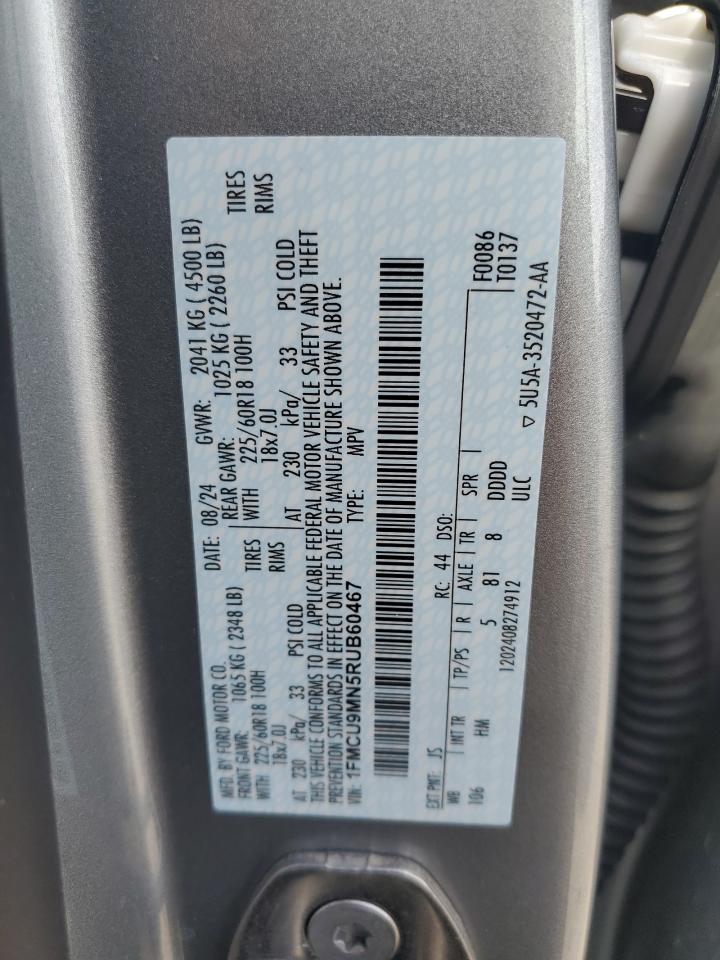 MFD. BY FORD MOTOR CO.
DATE: 08/24 GVWR: 2041 KG ( 4500 LB)
FRONT GAWR: 1065 KG ( 2348 LB) REAR GAWR: 1025 KG ( 2260 LB)
WITH 225/60R18 100H TIRES WITH 225/60R18 100H TIRES
18x7.0J RIMS 18x7.0J RIMS
AT 230 kPa/ 33 PSI COLD AT 230 kPa/ 33 PSI COLD
THIS VEHICLE CONFORMS TO ALL APPLICABLE FEDERAL MOTOR VEHICLE SAFETY AND THEFT
PREVENTION STANDARDS IN EFFECT ON THE DATE OF MANUFACTURE SHOWN ABOVE.
VIN: 1FMCU9MN5RUB60467 TYPE: MPV
EXT PNT: JS RC: 44 DSO: F0086
WB INT TR TP/PS R AXLE TR SPR T0137
106 HM 5 81 8 DDDD
1202408274912 ULC
▽ 5U5A-3520472-AA